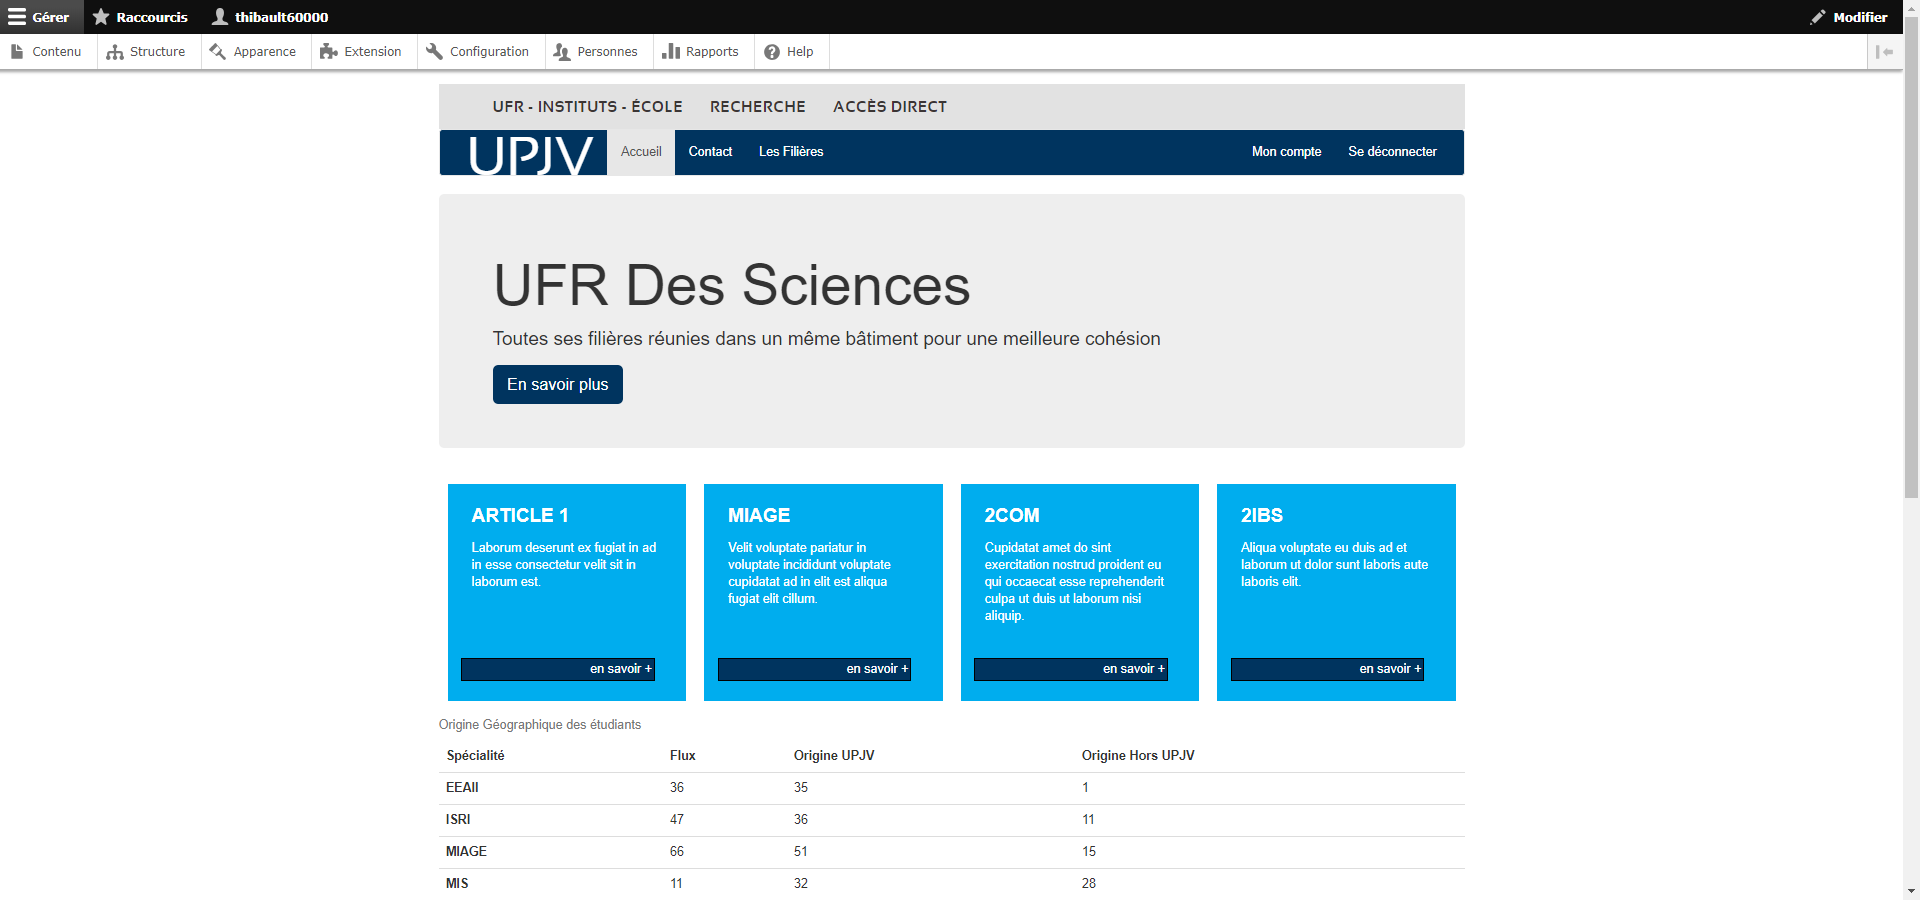 Gérer Raccourcis thibault60000 Modifier
Contenu Structure Apparence Extension Configuration Personnes Rapports Help
UFR - INSTITUTS - ÉCOLE RECHERCHE ACCÈS DIRECT
UPJV Accueil Contact Les Filières Mon compte Se déconnecter
UFR Des Sciences
Toutes ses filières réunies dans un même bâtiment pour une meilleure cohésion
En savoir plus
ARTICLE 1
Laborum deserunt ex fugiat in ad
in esse consectetur velit sit in
laborum est.
en savoir +
MIAGE
Velit voluptate pariatur in
voluptate incididunt voluptate
cupidatat ad in elit est aliqua
fugiat elit cillum.
en savoir +
2COM
Cupidatat amet do sint
exercitation nostrud proident eu
qui occaecat esse reprehenderit
culpa ut duis ut laborum nisi
aliquip.
en savoir +
2IBS
Aliqua voluptate eu duis ad et
laborum ut dolor sunt laboris aute
laboris elit.
en savoir +
Origine Géographique des étudiants
Spécialité Flux Origine UPJV Origine Hors UPJV
EEAII 36 35 1
ISRI 47 36 11
MIAGE 66 51 15
MIS 11 32 28